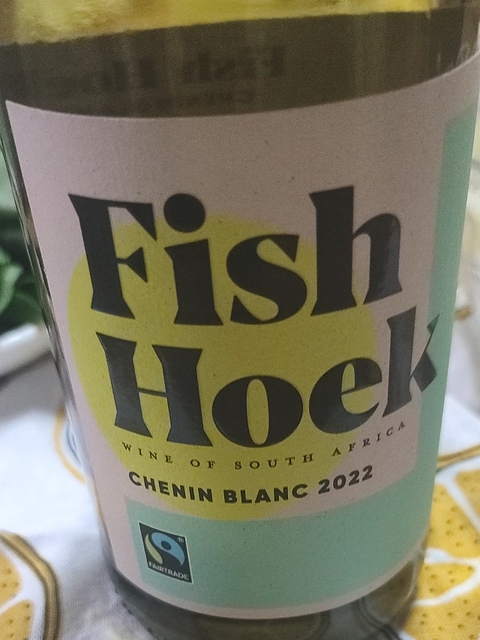 Fish
Hoek
WINE OF SOUTH AFRICA
CHENIN BLANC 2022
FAIRTRADE